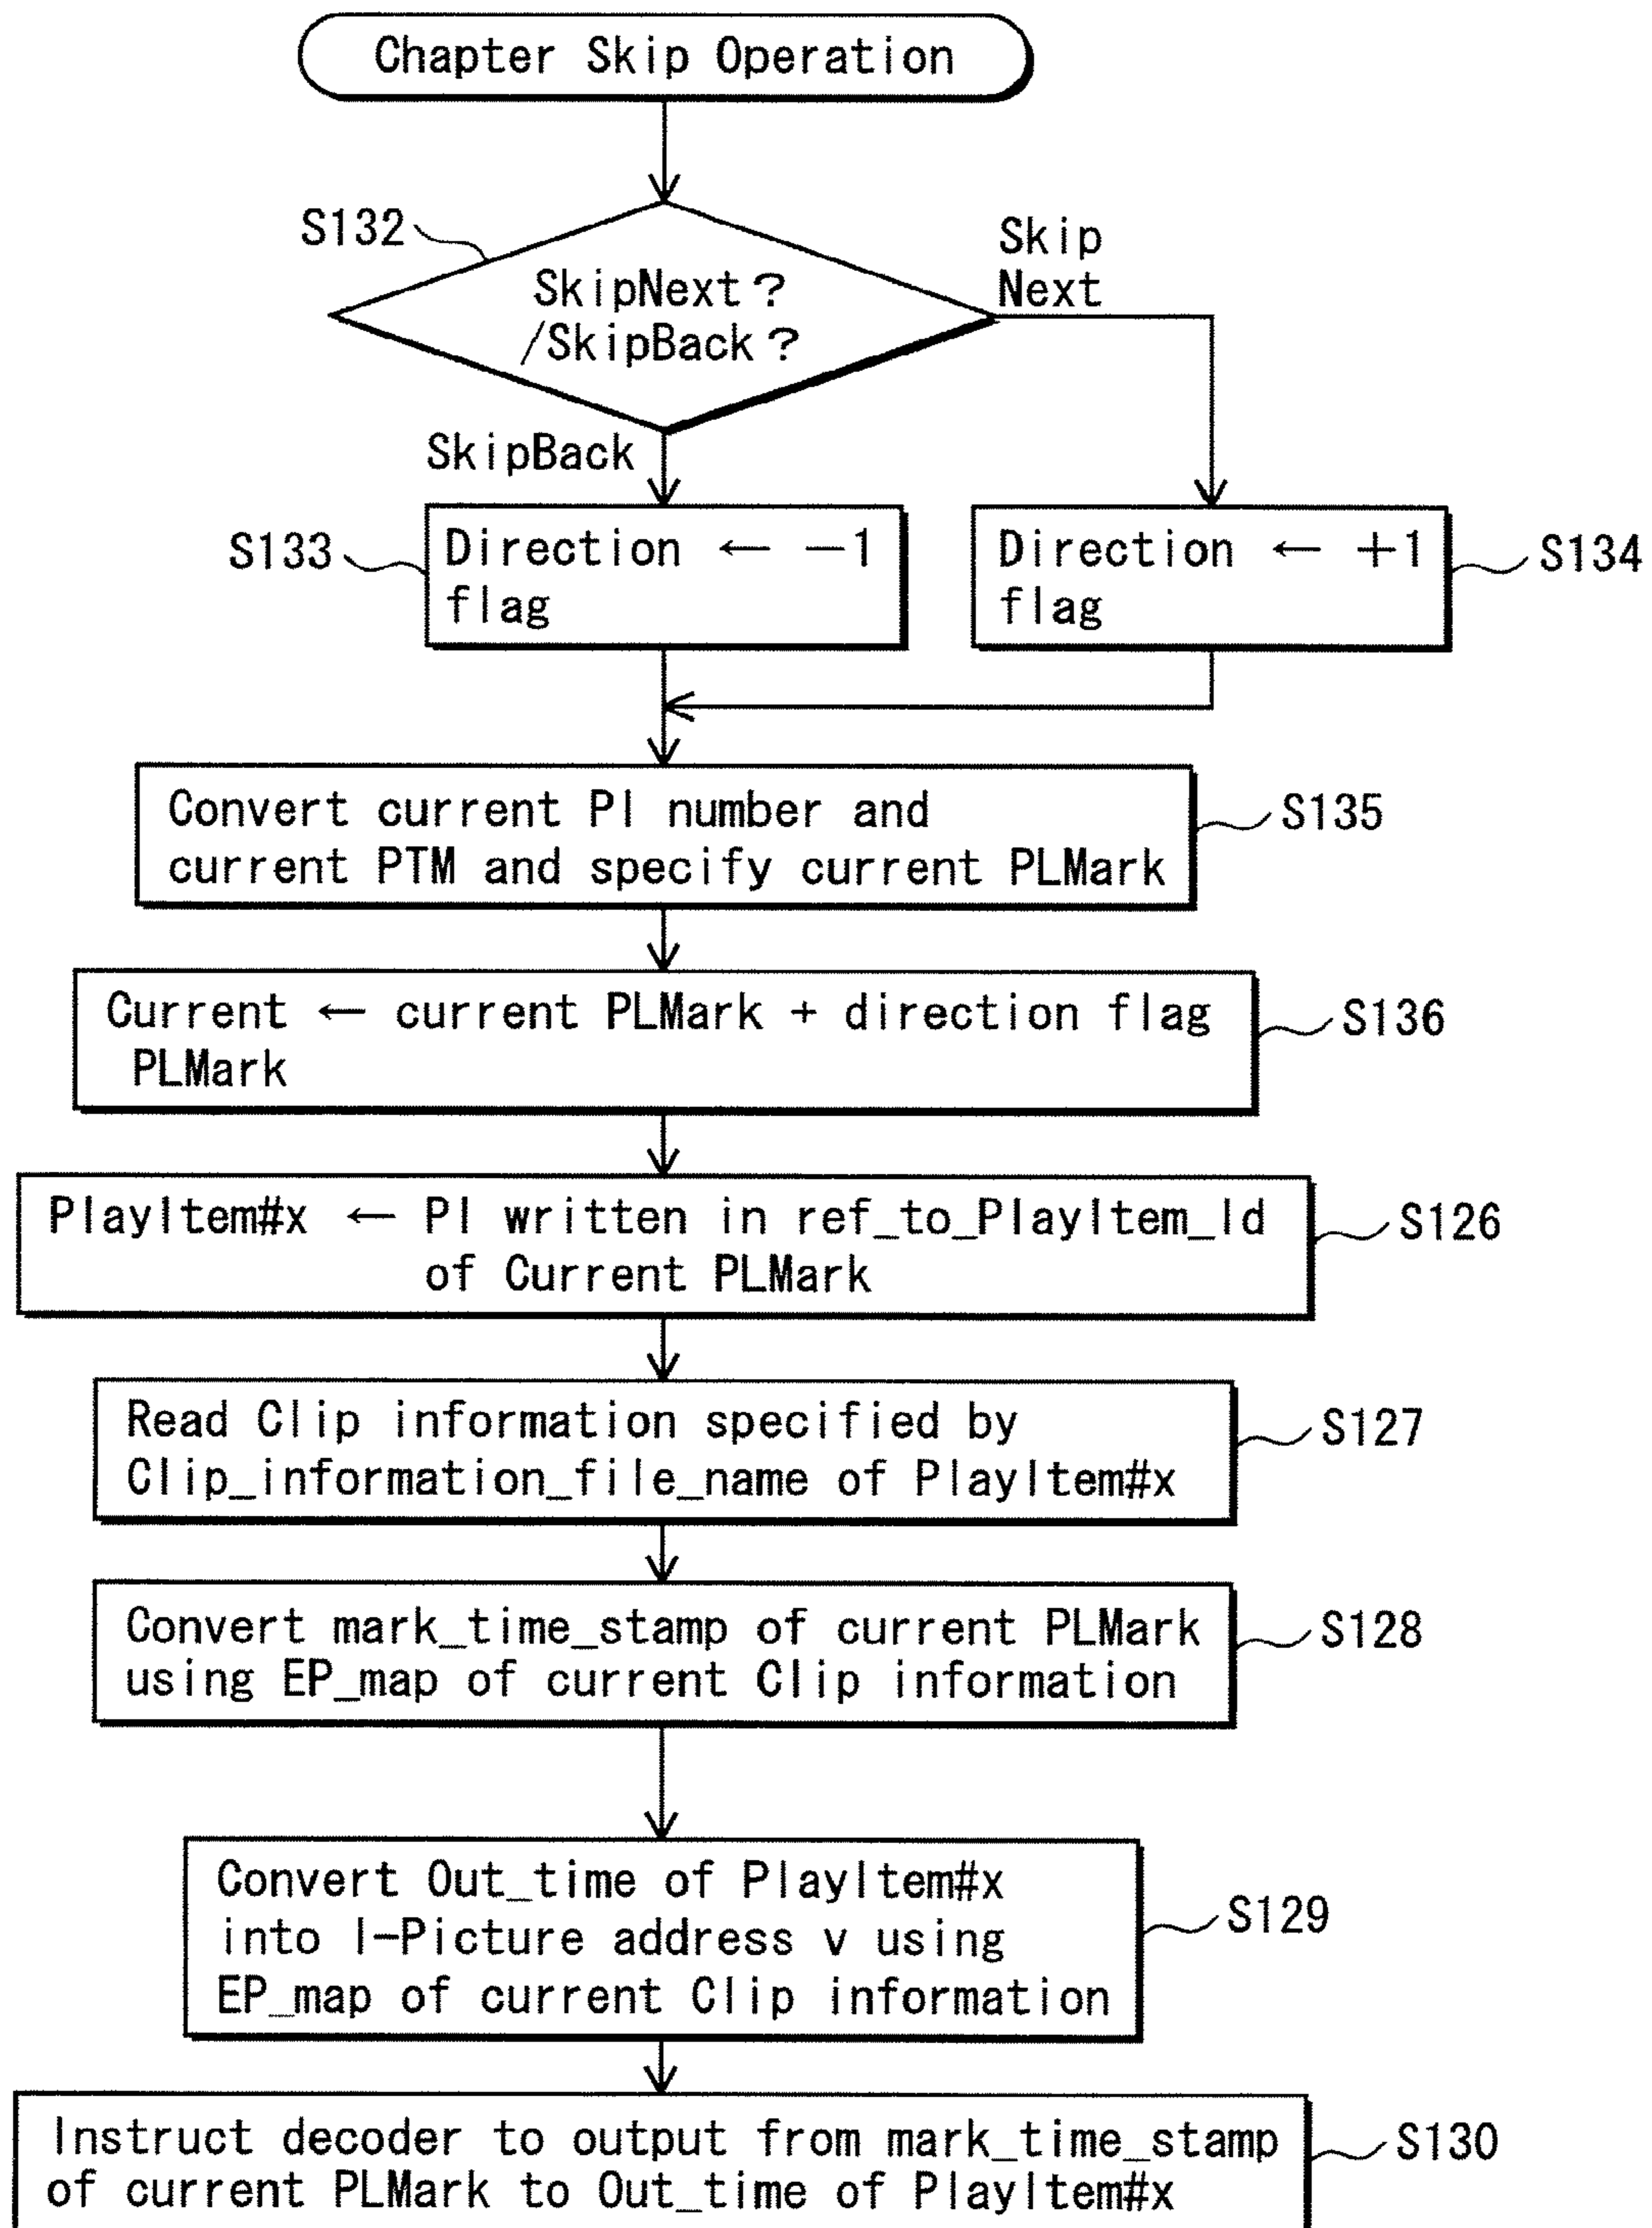 Chapter Skip Operation
S132
SkipNext?
/SkipBack?
Skip
Next
SkipBack
S133
Direction ← −1
flag
Direction ← +1
flag
S134
Convert current PI number and
current PTM and specify current PLMark
S135
Current ← current PLMark + direction flag
PLMark
S136
PlayItem#x ← PI written in ref_to_PlayItem_Id
of Current PLMark
S126
Read Clip information specified by
Clip_information_file_name of PlayItem#x
S127
Convert mark_time_stamp of current PLMark
using EP_map of current Clip information
S128
Convert Out_time of PlayItem#x
into I-Picture address v using
EP_map of current Clip information
S129
Instruct decoder to output from mark_time_stamp
of current PLMark to Out_time of PlayItem#x
S130